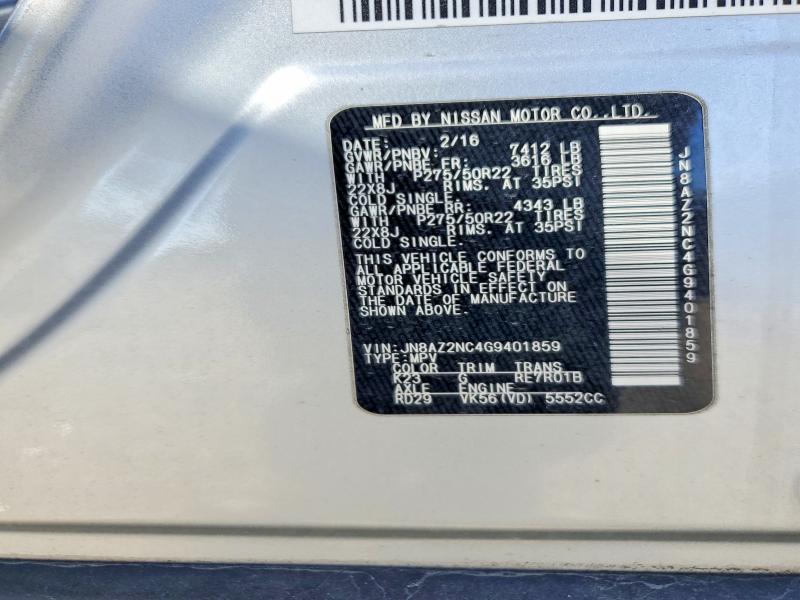 MFD BY NISSAN MOTOR CO.,LTD.
DATE: 2/16
GVWR/PNBV: 7412 LB
GAWR/PNBE FR: 3616 LB
WITH P275/50R22 TIRES
22X8J RIMS. AT 35PSI
COLD SINGLE.
GAWR/PNBE RR: 4343 LB
WITH P275/50R22 TIRES
22X8J RIMS. AT 35PSI
COLD SINGLE.
THIS VEHICLE CONFORMS TO
ALL APPLICABLE FEDERAL
MOTOR VEHICLE SAFETY
STANDARDS IN EFFECT ON
THE DATE OF MANUFACTURE
SHOWN ABOVE.
VIN:JN8AZ2NC4G9401859
TYPE:MPV
COLOR TRIM TRANS
K23 G RE7R01B
AXLE ENGINE
RD29 VK56(VD) 5552CC
JN8AZ2NC4G9401859